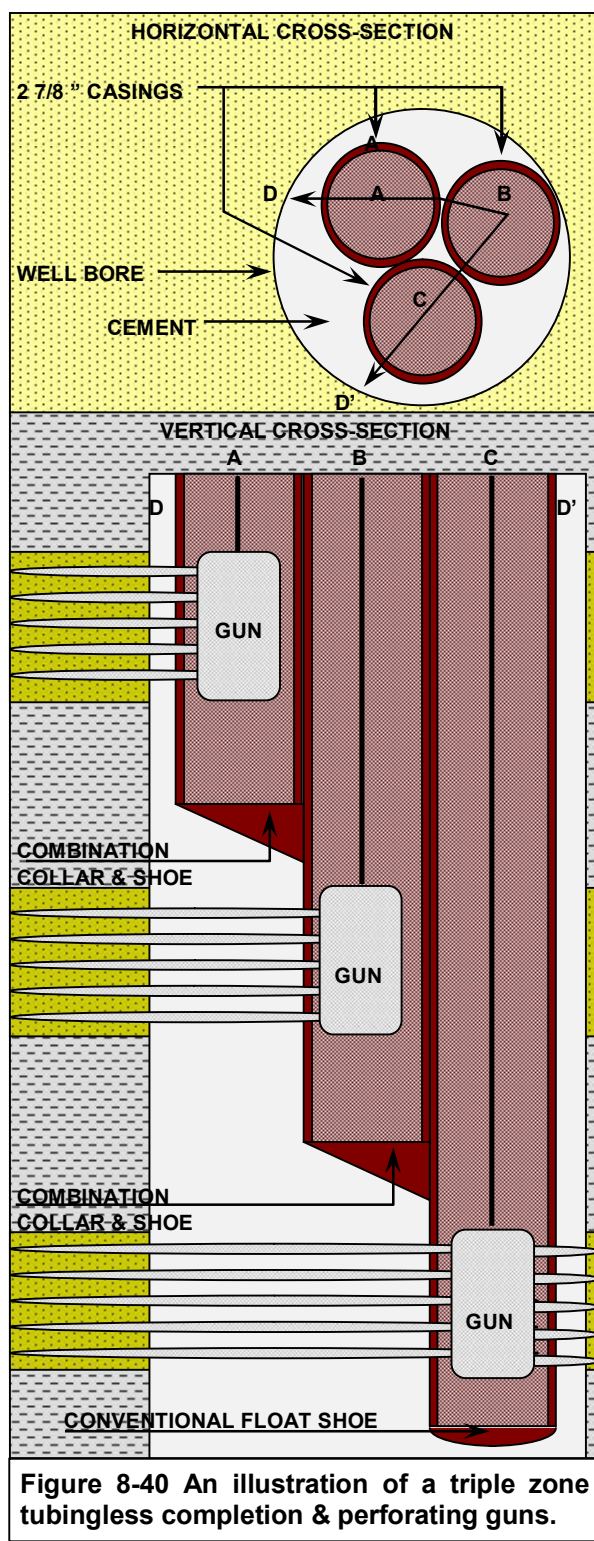 HORIZONTAL CROSS-SECTION
2 7/8 ” CASINGS
A
D
A
B
WELL BORE
C
CEMENT
D’
VERTICAL CROSS-SECTION
A B C
D D’
GUN
COMBINATION
COLLAR & SHOE
GUN
COMBINATION
COLLAR & SHOE
GUN
CONVENTIONAL FLOAT SHOE
Figure 8-40 An illustration of a triple zone
tubingless completion & perforating guns.